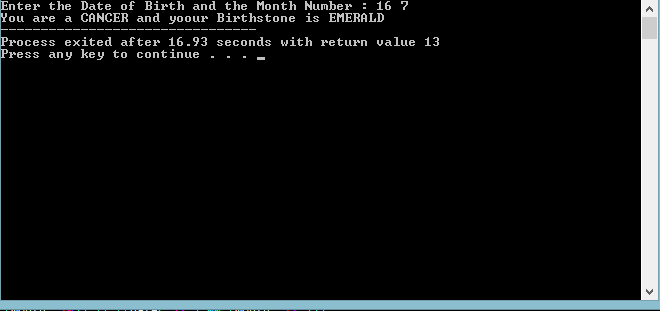 Enter the Date of Birth and the Month Number : 16 7
You are a CANCER and yoour Birthstone is EMERALD
--------------------------------
Process exited after 16.93 seconds with return value 13
Press any key to continue . . .